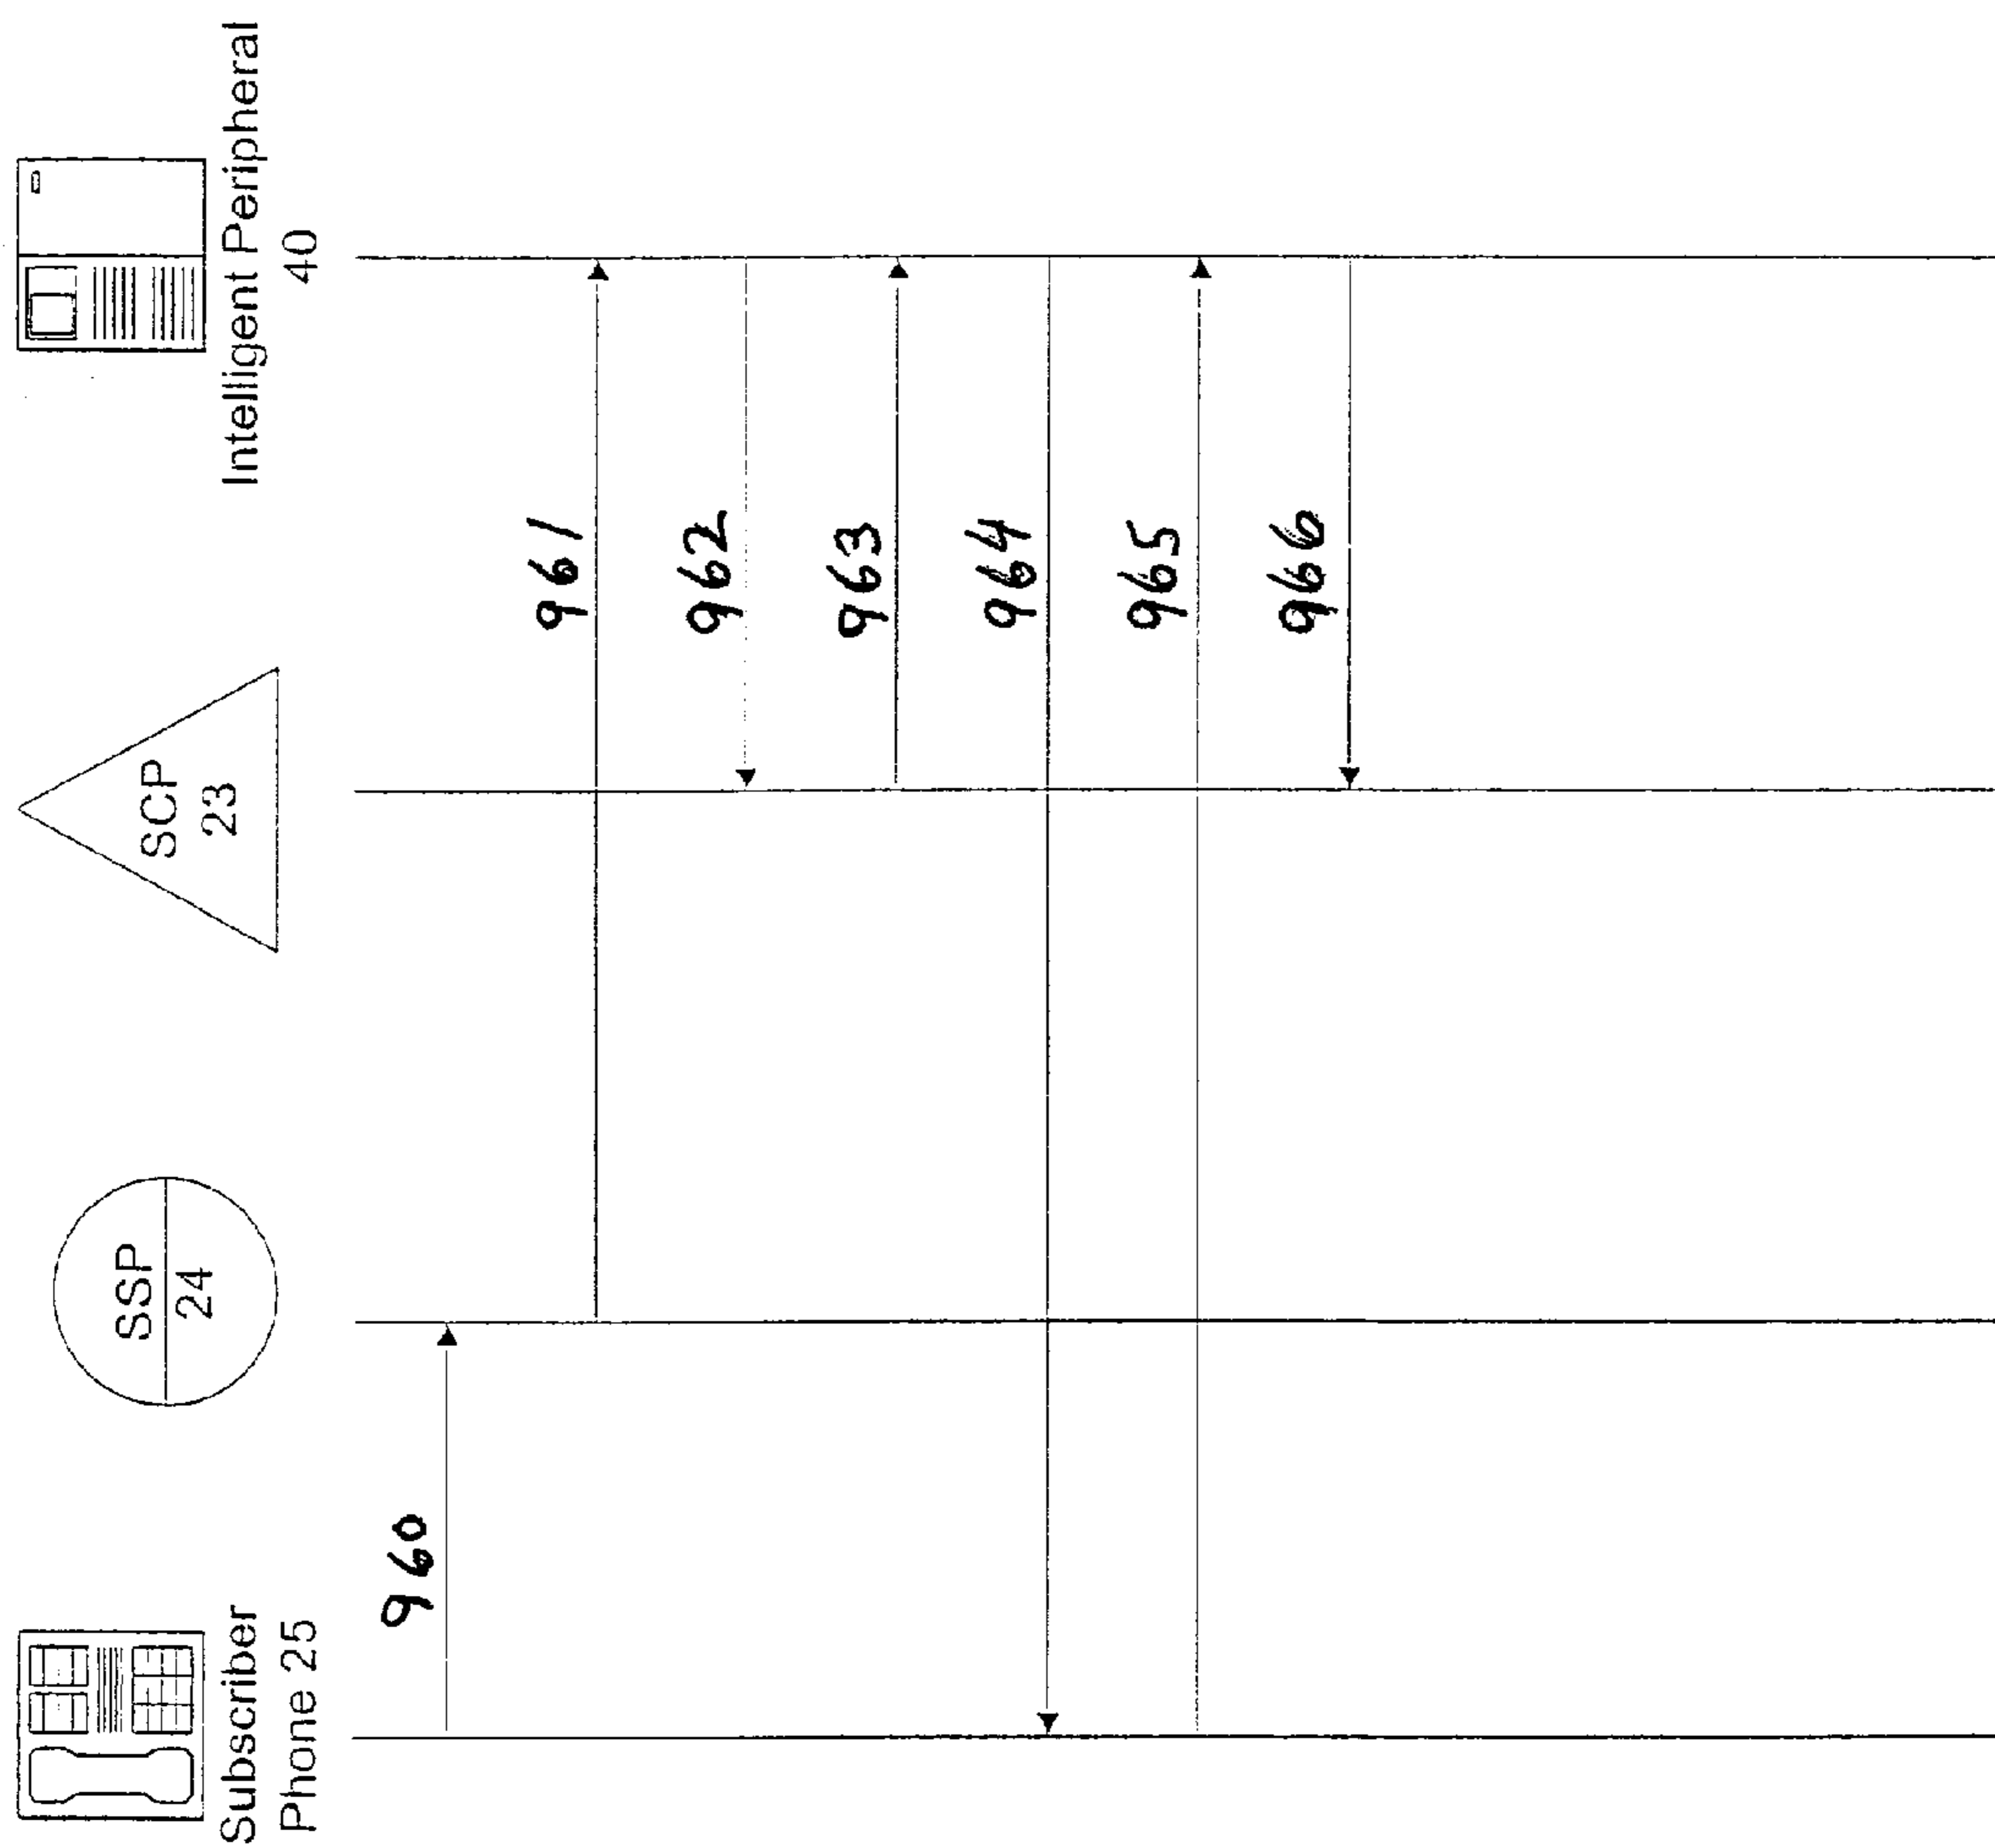 Subscriber
Phone 25
SSP
24
SCP
23
Intelligent Peripheral
40
960
961
962
963
964
965
966